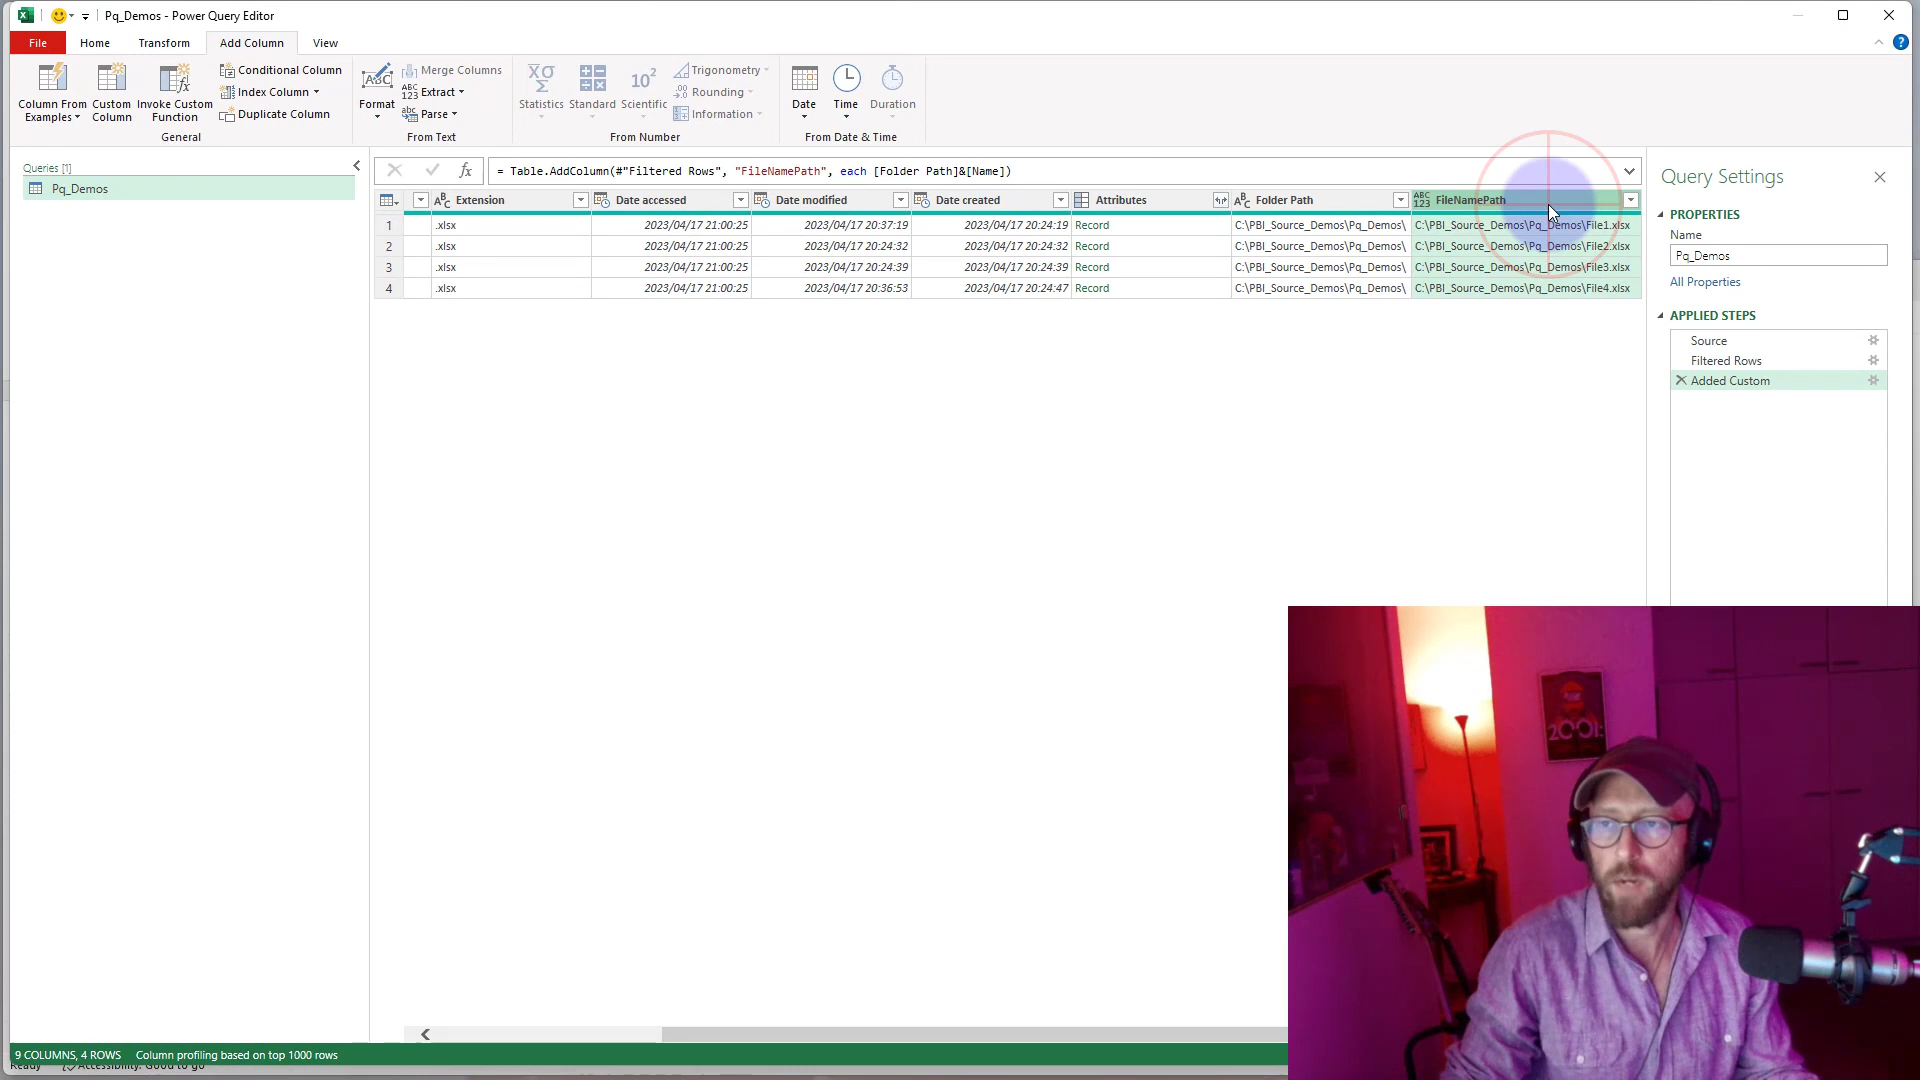 Pq_Demos - Power Query Editor
File Home Transform Add Column View
Column From Examples
Custom Column
Invoke Custom Function
Conditional Column
Index Column
Duplicate Column
General
Format
Merge Columns
Extract
Parse
From Text
Statistics
Standard
Scientific
Trigonometry
Rounding
Information
From Number
Date
Time
Duration
From Date & Time
Queries [1]
Pq_Demos
= Table.AddColumn(#"Filtered Rows", "FileNamePath", each [Folder Path]&[Name])
Extension Date accessed Date modified Date created Attributes Folder Path FileNamePath
1 .xlsx 2023/04/17 21:00:25 2023/04/17 20:37:19 2023/04/17 20:24:19 Record C:\PBI_Source_Demos\Pq_Demos\ C:\PBI_Source_Demos\Pq_Demos\File1.xlsx
2 .xlsx 2023/04/17 21:00:25 2023/04/17 20:24:32 2023/04/17 20:24:32 Record C:\PBI_Source_Demos\Pq_Demos\ C:\PBI_Source_Demos\Pq_Demos\File2.xlsx
3 .xlsx 2023/04/17 21:00:25 2023/04/17 20:24:39 2023/04/17 20:24:39 Record C:\PBI_Source_Demos\Pq_Demos\ C:\PBI_Source_Demos\Pq_Demos\File3.xlsx
4 .xlsx 2023/04/17 21:00:25 2023/04/17 20:36:53 2023/04/17 20:24:47 Record C:\PBI_Source_Demos\Pq_Demos\ C:\PBI_Source_Demos\Pq_Demos\File4.xlsx
Query Settings
PROPERTIES
Name
Pq_Demos
All Properties
APPLIED STEPS
Source
Filtered Rows
Added Custom
2001:
9 COLUMNS, 4 ROWS Column profiling based on top 1000 rows
Ready Accessibility: Good to go